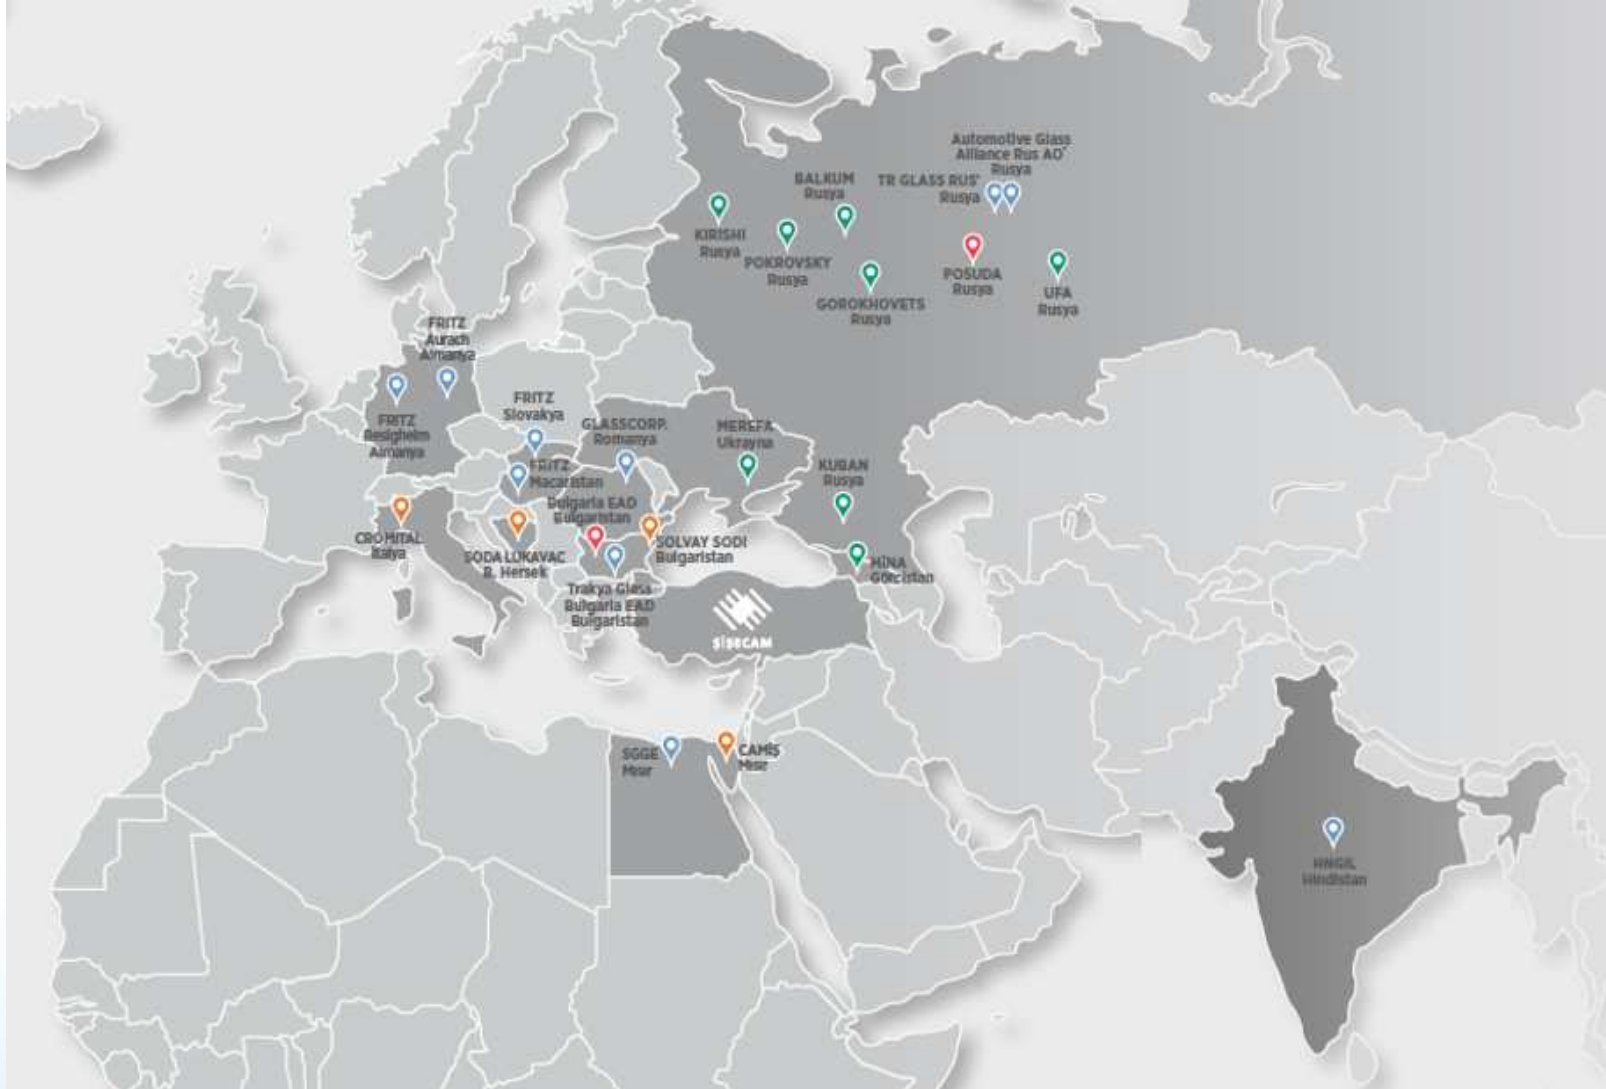 Automotive Glass
Alliance Rus AO*
Rusya
TR GLASS RUS*
Rusya
BALKUM
Rusya
KIRISHI
Rusya
POKROVSKY
Rusya
GOROKHOVETS
Rusya
POSUDA
Rusya
UFA
Rusya
FRITZ
Aurach
Almanya
FRITZ
Besigheim
Almanya
FRITZ
Slovakya
GLASSCORP.
Romanya
MEREFA
Ukrayna
KUBAN
Rusya
FRITZ
Macaristan
Bulgaria EAD
Bulgaristan
CROMITAL
İtalya
SODA LUKAVAC
B. Hersek
SOLVAY SODI
Bulgaristan
MİNA
Gürcistan
Trakya Glass
Bulgaria EAD
Bulgaristan
ŞİŞECAM
SGGE
Mısır
CAMİŞ
Mısır
HNGIL
Hindistan